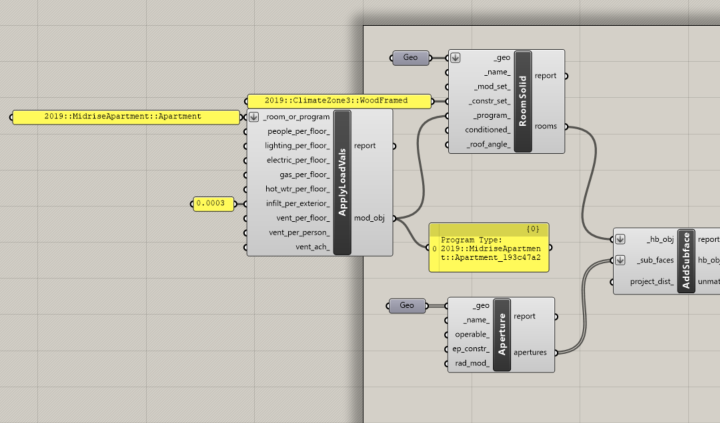 Geo
_geo
_name_
_mod_set_
_constr_set_
_program_
conditioned_
_roof_angle_
RoomSolid
report
rooms
2019::ClimateZone3::WoodFramed
2019::MidriseApartment::Apartment
0.0003
_room_or_program
people_per_floor_
lighting_per_floor_
electric_per_floor_
gas_per_floor_
hot_wtr_per_floor_
infilt_per_exterior_
vent_per_floor_
vent_per_person_
vent_ach_
ApplyLoadVals
report
mod_obj
{0}
0
Program Type:
2019::MidriseApartmen
t::Apartment_193c47a2
_hb_obj
_sub_faces_
project_dist_
AddSubface
report
hb_obj
unmat
Geo
_geo
_name_
operable_
ep_constr_
rad_mod_
Aperture
report
apertures